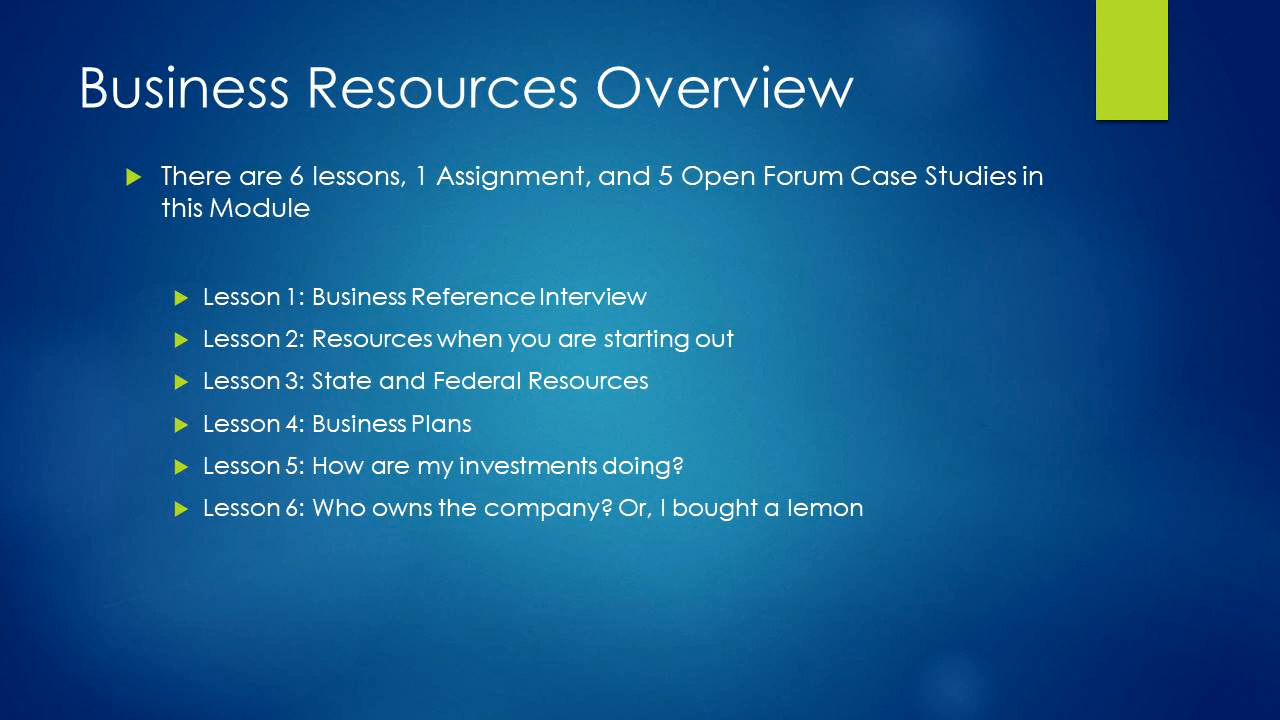 Business Resources Overview
There are 6 lessons, 1 Assignment, and 5 Open Forum Case Studies in
this Module
Lesson 1: Business Reference Interview
Lesson 2: Resources when you are starting out
Lesson 3: State and Federal Resources
Lesson 4: Business Plans
Lesson 5: How are my investments doing?
Lesson 6: Who owns the company? Or, I bought a lemon